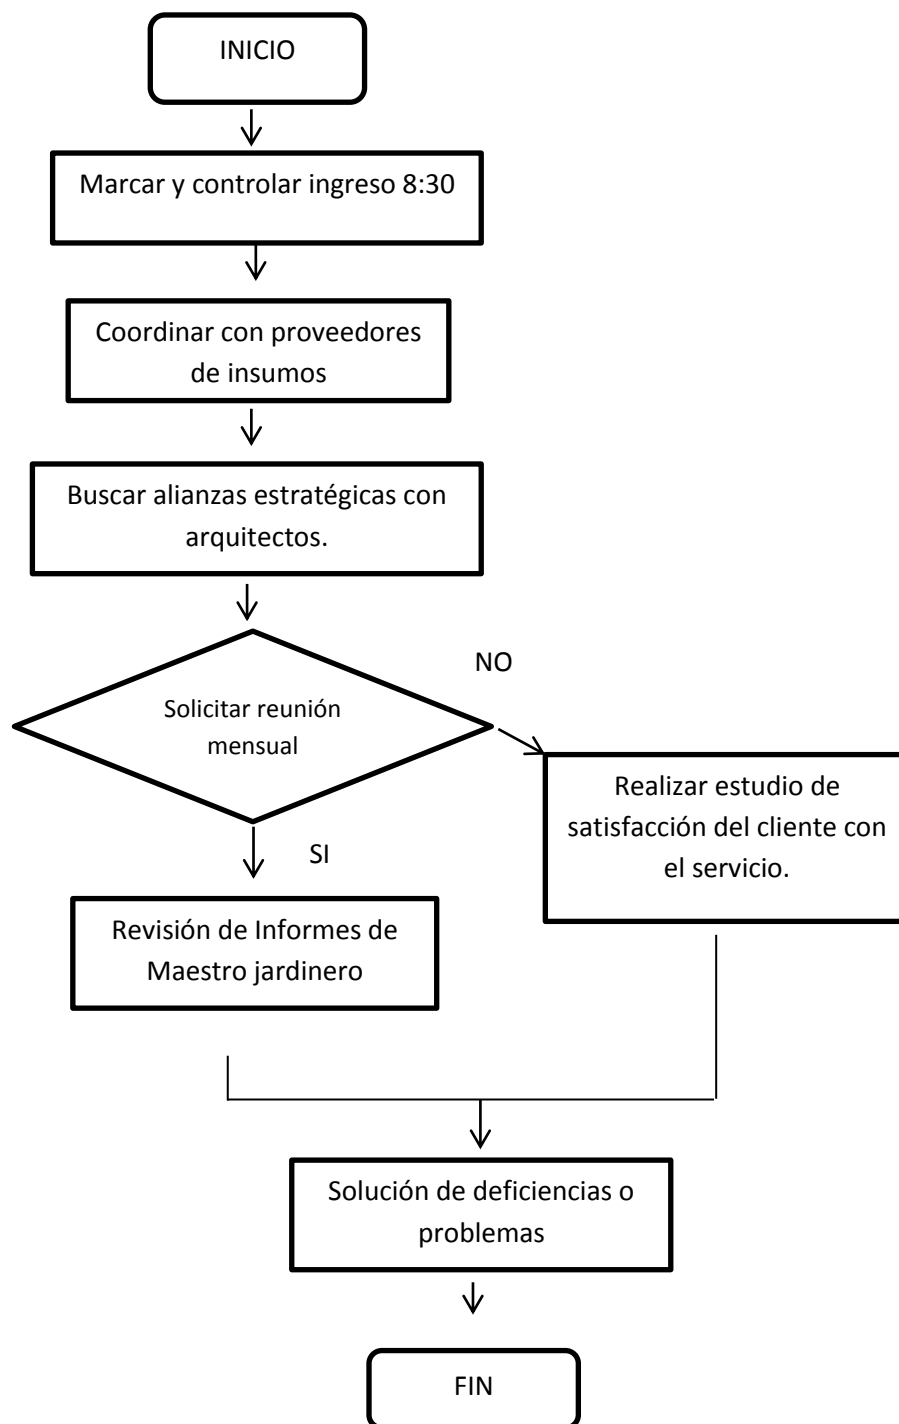 INICIO
Marcar y controlar ingreso 8:30
Coordinar con proveedores
de insumos
Buscar alianzas estratégicas con
arquitectos.
NO
Solicitar reunión
mensual
Realizar estudio de
satisfacción del cliente con
el servicio.
SI
Revisión de Informes de
Maestro jardinero
Solución de deficiencias o
problemas
FIN